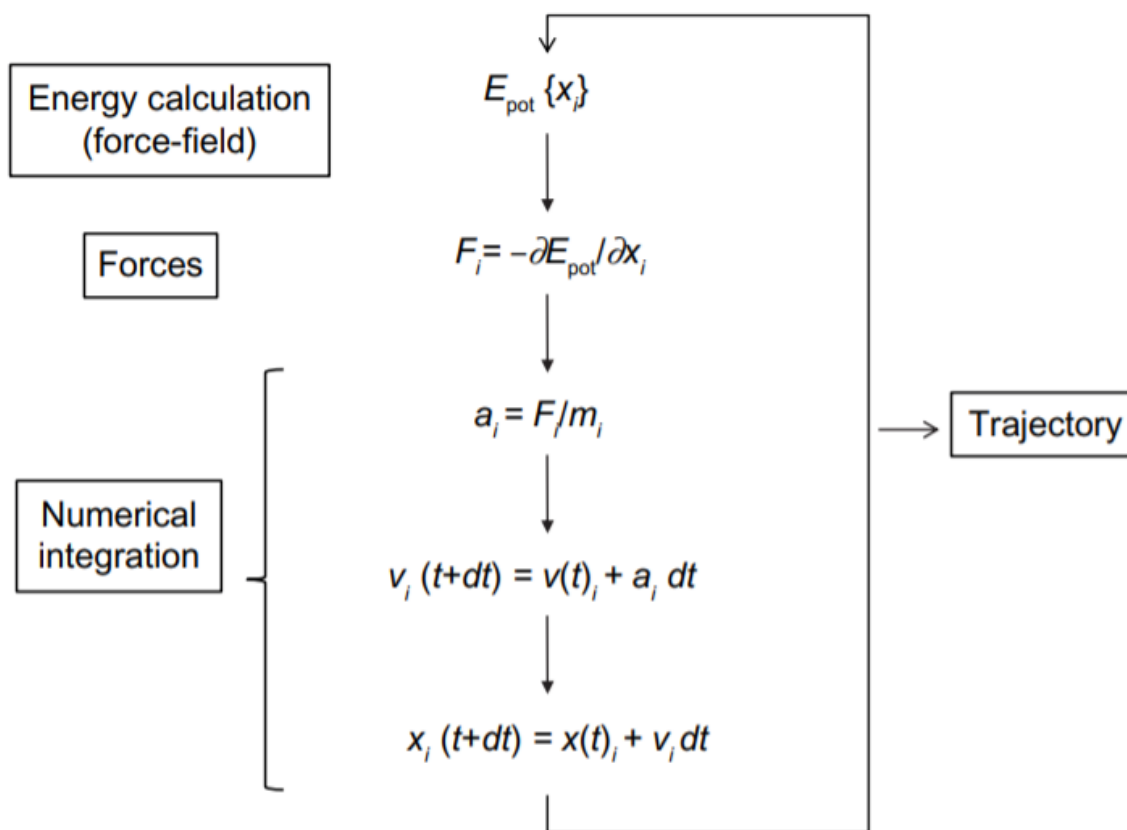 Energy calculation
(force-field)
E_pot {x_i}
Forces
F_i = −∂E_pot/∂x_i
a_i = F_i/m_i
Trajectory
Numerical
integration
v_i (t+dt) = v(t)_i + a_i dt
x_i (t+dt) = x(t)_i + v_i dt